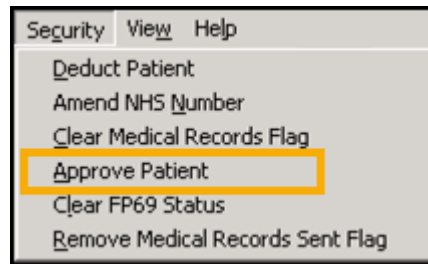 Security View Help
Deduct Patient
Amend NHS Number
Clear Medical Records Flag
Approve Patient
Clear FP69 Status
Remove Medical Records Sent Flag